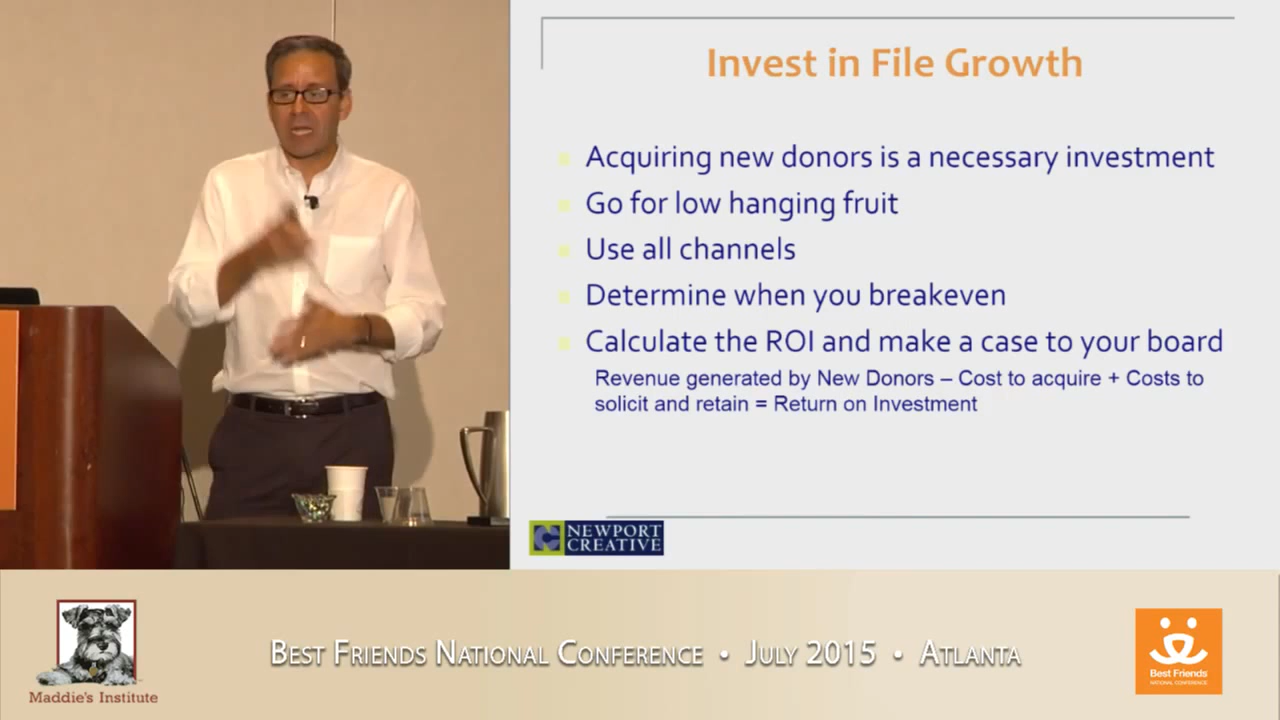 Invest in File Growth
Acquiring new donors is a necessary investment
Go for low hanging fruit
Use all channels
Determine when you breakeven
Calculate the ROI and make a case to your board
Revenue generated by New Donors – Cost to acquire + Costs to
solicit and retain = Return on Investment
NEWPORT
CREATIVE
Maddie's Institute
Best Friends National Conference • July 2015 • Atlanta
Best Friends
NATIONAL CONFERENCE